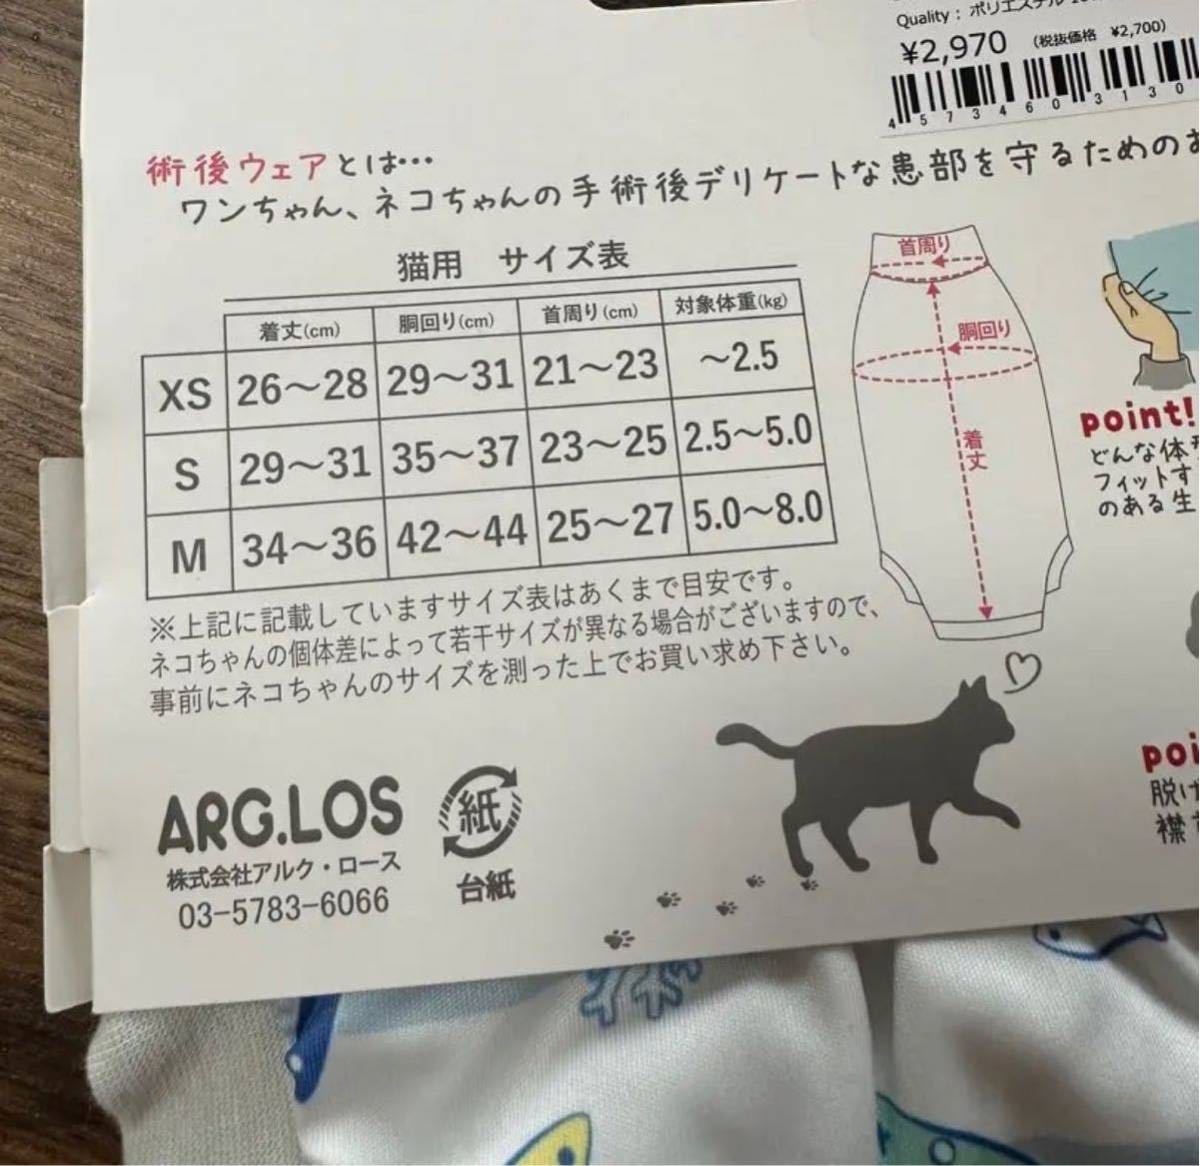 Quality : ポリエステル
¥2,970 (税抜価格 ¥2,700)
4 573460 3130
術後ウェアとは…
ワンちゃん、ネコちゃんの手術後デリケートな患部を守るためのお
猫用 サイズ表
着丈(cm) 胴回り(cm) 首周り(cm) 対象体重(kg)
XS 26〜28 29〜31 21〜23 〜2.5
S 29〜31 35〜37 23〜25 2.5〜5.0
M 34〜36 42〜44 25〜27 5.0〜8.0
※上記に記載していますサイズ表はあくまで目安です。
ネコちゃんの個体差によって若干サイズが異なる場合がございますので、
事前にネコちゃんのサイズを測った上でお買い求め下さい。
首周り
胴回り
着丈
point!
どんな体型
フィットす
のある生
poi
脱け
襟
ARG.LOS
株式会社アルク・ロース
03-5783-6066
紙
台紙